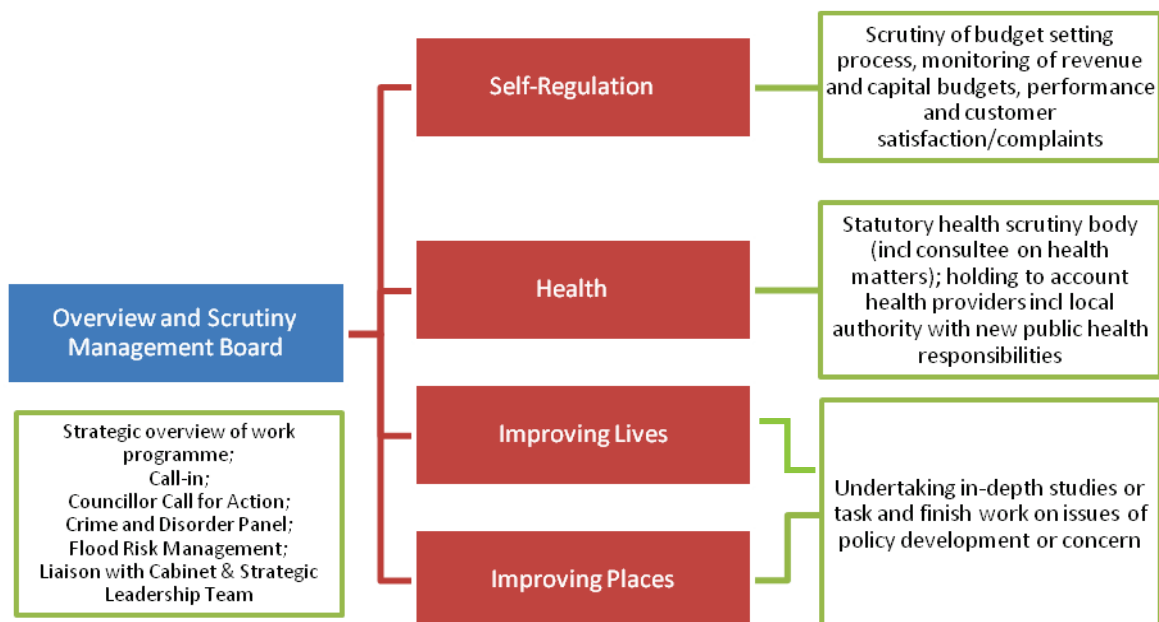 Self-Regulation
Scrutiny of budget setting
process, monitoring of revenue
and capital budgets, performance
and customer
satisfaction/complaints
Health
Statutory health scrutiny body
(incl consultee on health
matters); holding to account
health providers incl local
authority with new public health
responsibilities
Overview and Scrutiny
Management Board
Strategic overview of work
programme;
Call-in;
Councillor Call for Action;
Crime and Disorder Panel;
Flood Risk Management;
Liaison with Cabinet & Strategic
Leadership Team
Improving Lives
Improving Places
Undertaking in-depth studies or
task and finish work on issues of
policy development or concern